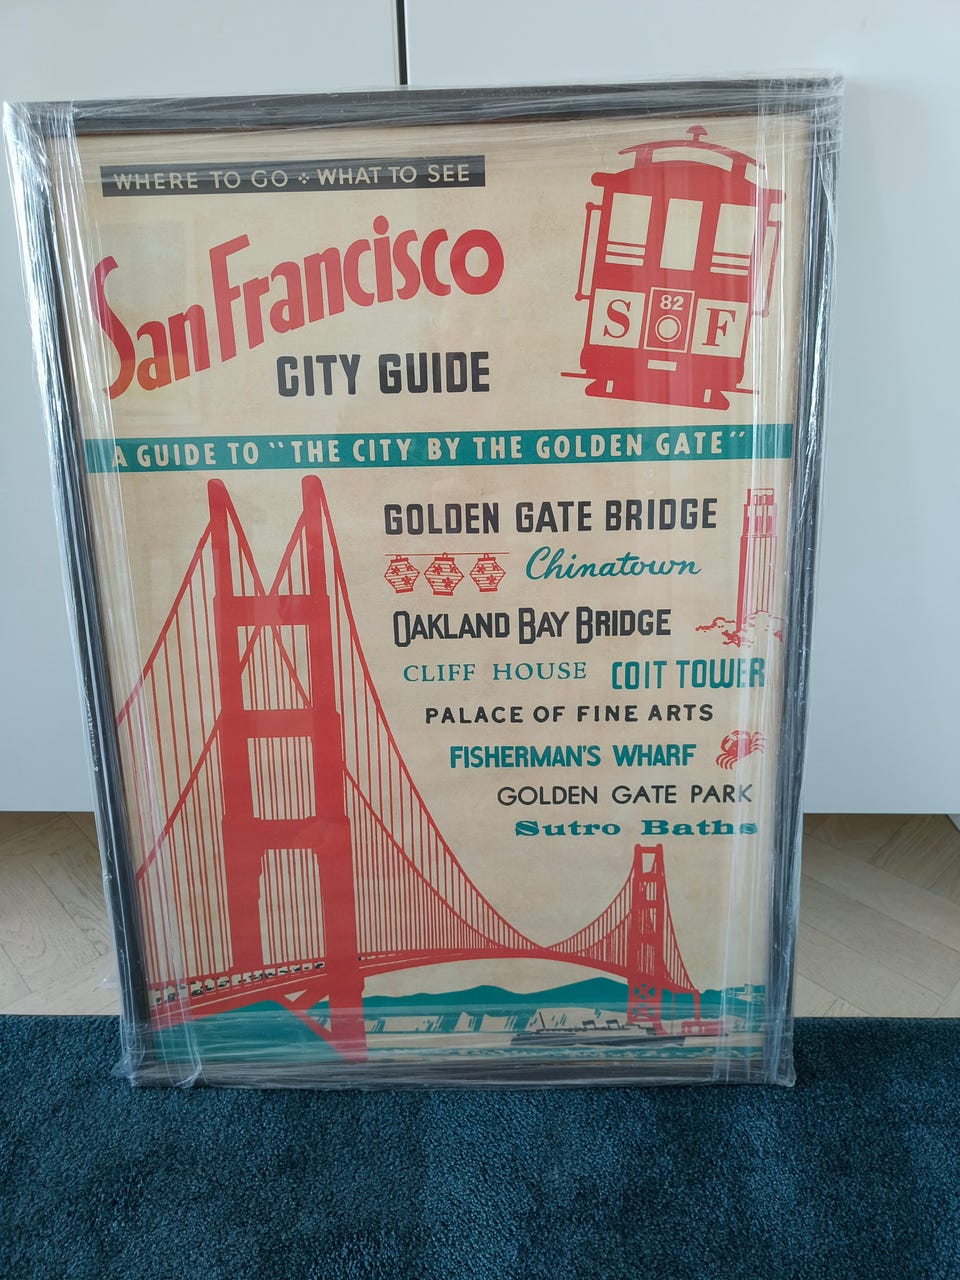 WHERE TO GO WHAT TO SEE
San Francisco
CITY GUIDE
82
S F
A GUIDE TO "THE CITY BY THE GOLDEN GATE"
GOLDEN GATE BRIDGE
Chinatown
OAKLAND BAY BRIDGE
CLIFF HOUSE COIT TOWER
PALACE OF FINE ARTS
FISHERMAN'S WHARF
GOLDEN GATE PARK
Sutro Baths